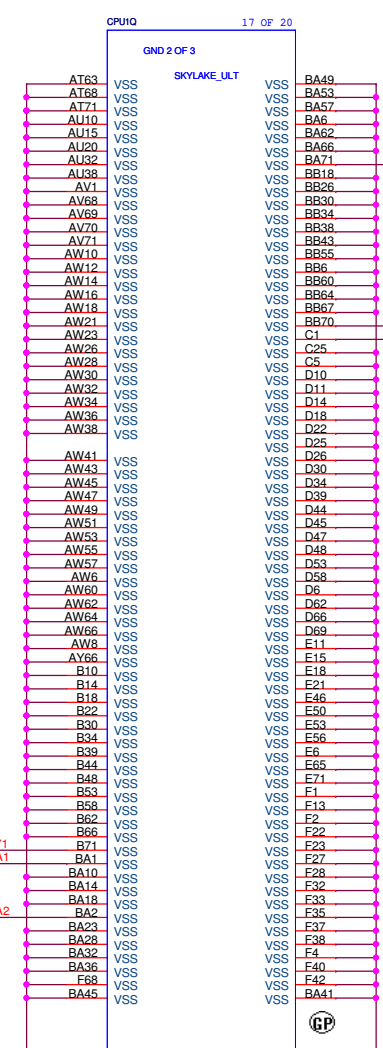 CPU1Q 17 OF 20
GND 2 OF 3
SKYLAKE_ULT
AT63 VSS VSS BA49
AT68 VSS VSS BA53
AT71 VSS VSS BA57
AU10 VSS VSS BA6
AU15 VSS VSS BA62
AU20 VSS VSS BA66
AU32 VSS VSS BA71
AU38 VSS VSS BB18
AV1 VSS VSS BB26
AV68 VSS VSS BB30
AV69 VSS VSS BB34
AV70 VSS VSS BB38
AV71 VSS VSS BB43
AW10 VSS VSS BB55
AW12 VSS VSS BB6
AW14 VSS VSS BB60
AW16 VSS VSS BB64
AW18 VSS VSS BB67
AW21 VSS VSS BB70
AW23 VSS VSS C1
AW26 VSS VSS C25
AW28 VSS VSS C5
AW30 VSS VSS D10
AW32 VSS VSS D11
AW34 VSS VSS D14
AW36 VSS VSS D18
AW38 VSS VSS D22
VSS D25
AW41 VSS VSS D26
AW43 VSS VSS D30
AW45 VSS VSS D34
AW47 VSS VSS D39
AW49 VSS VSS D44
AW51 VSS VSS D45
AW53 VSS VSS D47
AW55 VSS VSS D48
AW57 VSS VSS D53
AW6 VSS VSS D58
AW60 VSS VSS D6
AW62 VSS VSS D62
AW64 VSS VSS D66
AW66 VSS VSS D69
AW8 VSS VSS E11
AY66 VSS VSS E15
B10 VSS VSS E18
B14 VSS VSS E21
B18 VSS VSS E46
B22 VSS VSS E50
B30 VSS VSS E53
B34 VSS VSS E56
B39 VSS VSS E6
B44 VSS VSS E65
B48 VSS VSS E71
B53 VSS VSS F1
B58 VSS VSS F13
B62 VSS VSS F2
B66 VSS VSS F22
B71 VSS VSS F23
BA1 VSS VSS F27
BA10 VSS VSS F28
BA14 VSS VSS F32
BA18 VSS VSS F33
BA2 VSS VSS F35
BA23 VSS VSS F37
BA28 VSS VSS F38
BA32 VSS VSS F4
BA36 VSS VSS F40
F68 VSS VSS F42
BA45 VSS VSS BA41
GP